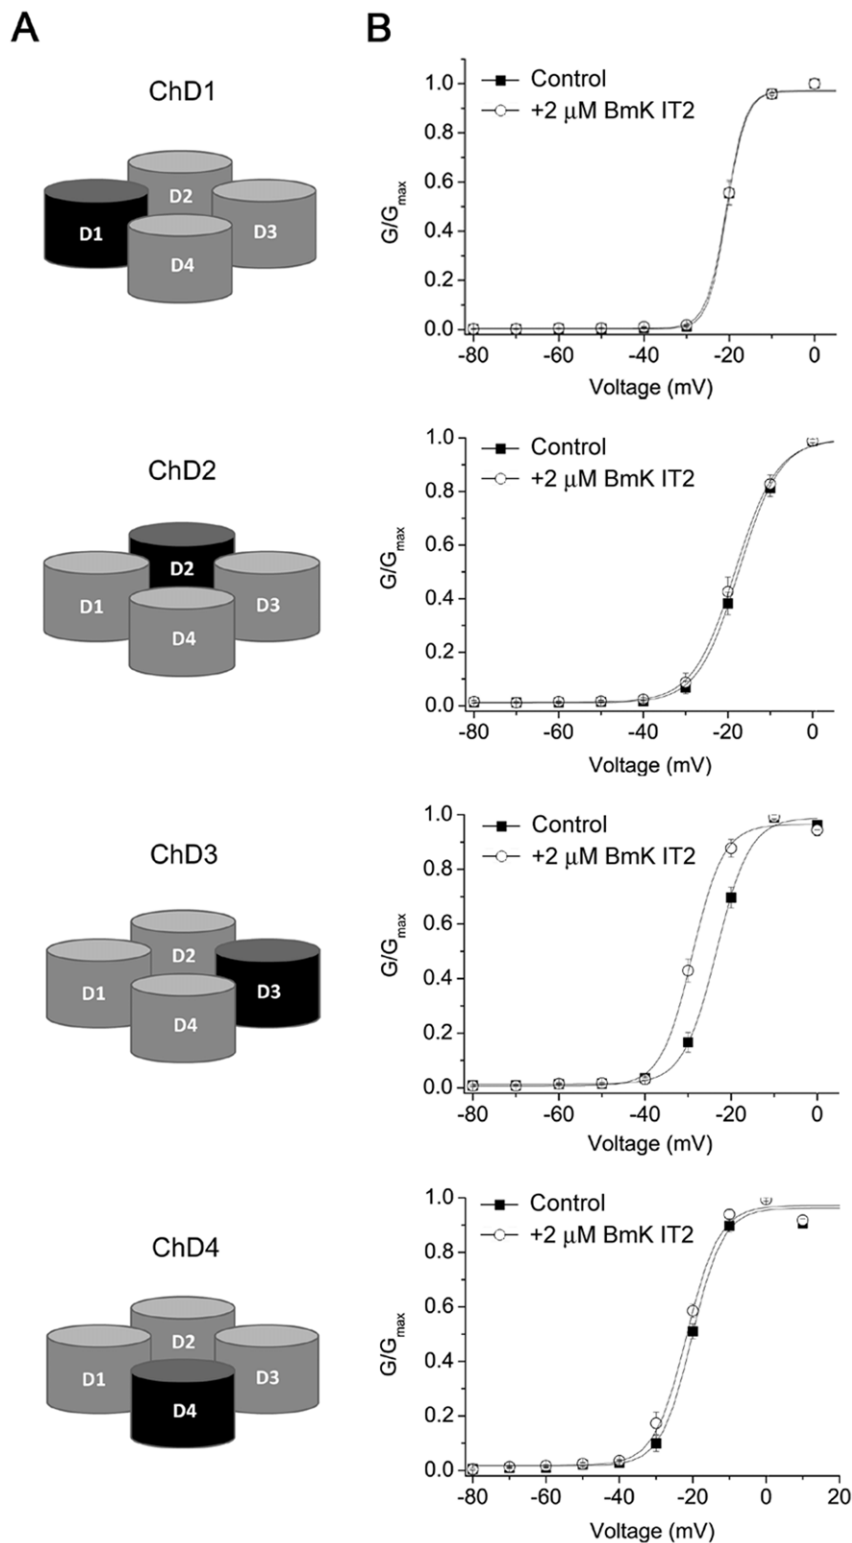 A
B
ChD1
D1
D2
D3
D4
Control
+2 μM BmK IT2
G/Gmax
1.0
0.8
0.6
0.4
0.2
0.0
-80
-60
-40
-20
0
Voltage (mV)
ChD2
D1
D2
D3
D4
Control
+2 μM BmK IT2
G/Gmax
1.0
0.8
0.6
0.4
0.2
0.0
-80
-60
-40
-20
0
Voltage (mV)
ChD3
D1
D2
D3
D4
Control
+2 μM BmK IT2
G/Gmax
1.0
0.8
0.6
0.4
0.2
0.0
-80
-60
-40
-20
0
Voltage (mV)
ChD4
D1
D2
D3
D4
Control
+2 μM BmK IT2
G/Gmax
1.0
0.8
0.6
0.4
0.2
0.0
-80
-60
-40
-20
0
20
Voltage (mV)